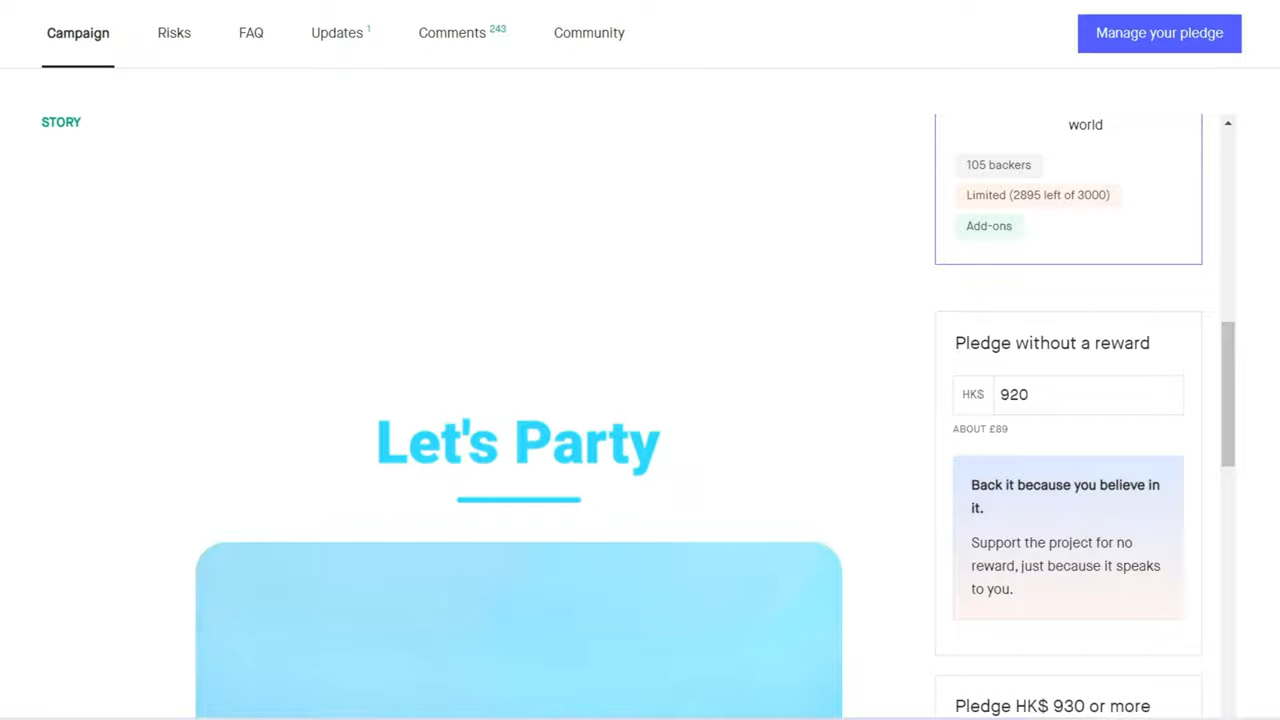 Campaign
Risks
FAQ
Updates 1
Comments 243
Community
Manage your pledge
STORY
Let's Party
world
105 backers
Limited (2895 left of 3000)
Add-ons
Pledge without a reward
HK$ 920
ABOUT £89
Back it because you believe in
it.
Support the project for no
reward, just because it speaks
to you.
Pledge HK$ 930 or more